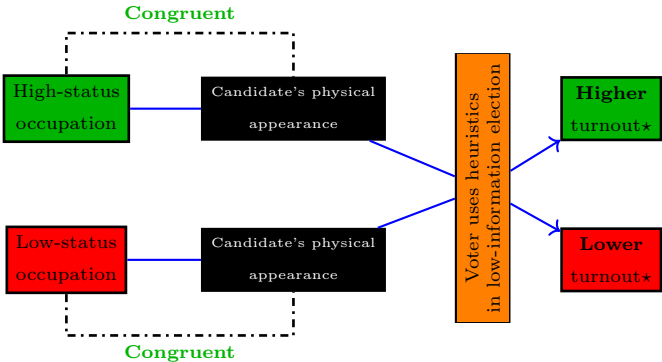 Congruent
High-status
occupation
Candidate's physical
appearance
Voter uses heuristics
in low-information election
Higher
turnout⋆
Low-status
occupation
Candidate's physical
appearance
Lower
turnout⋆
Congruent